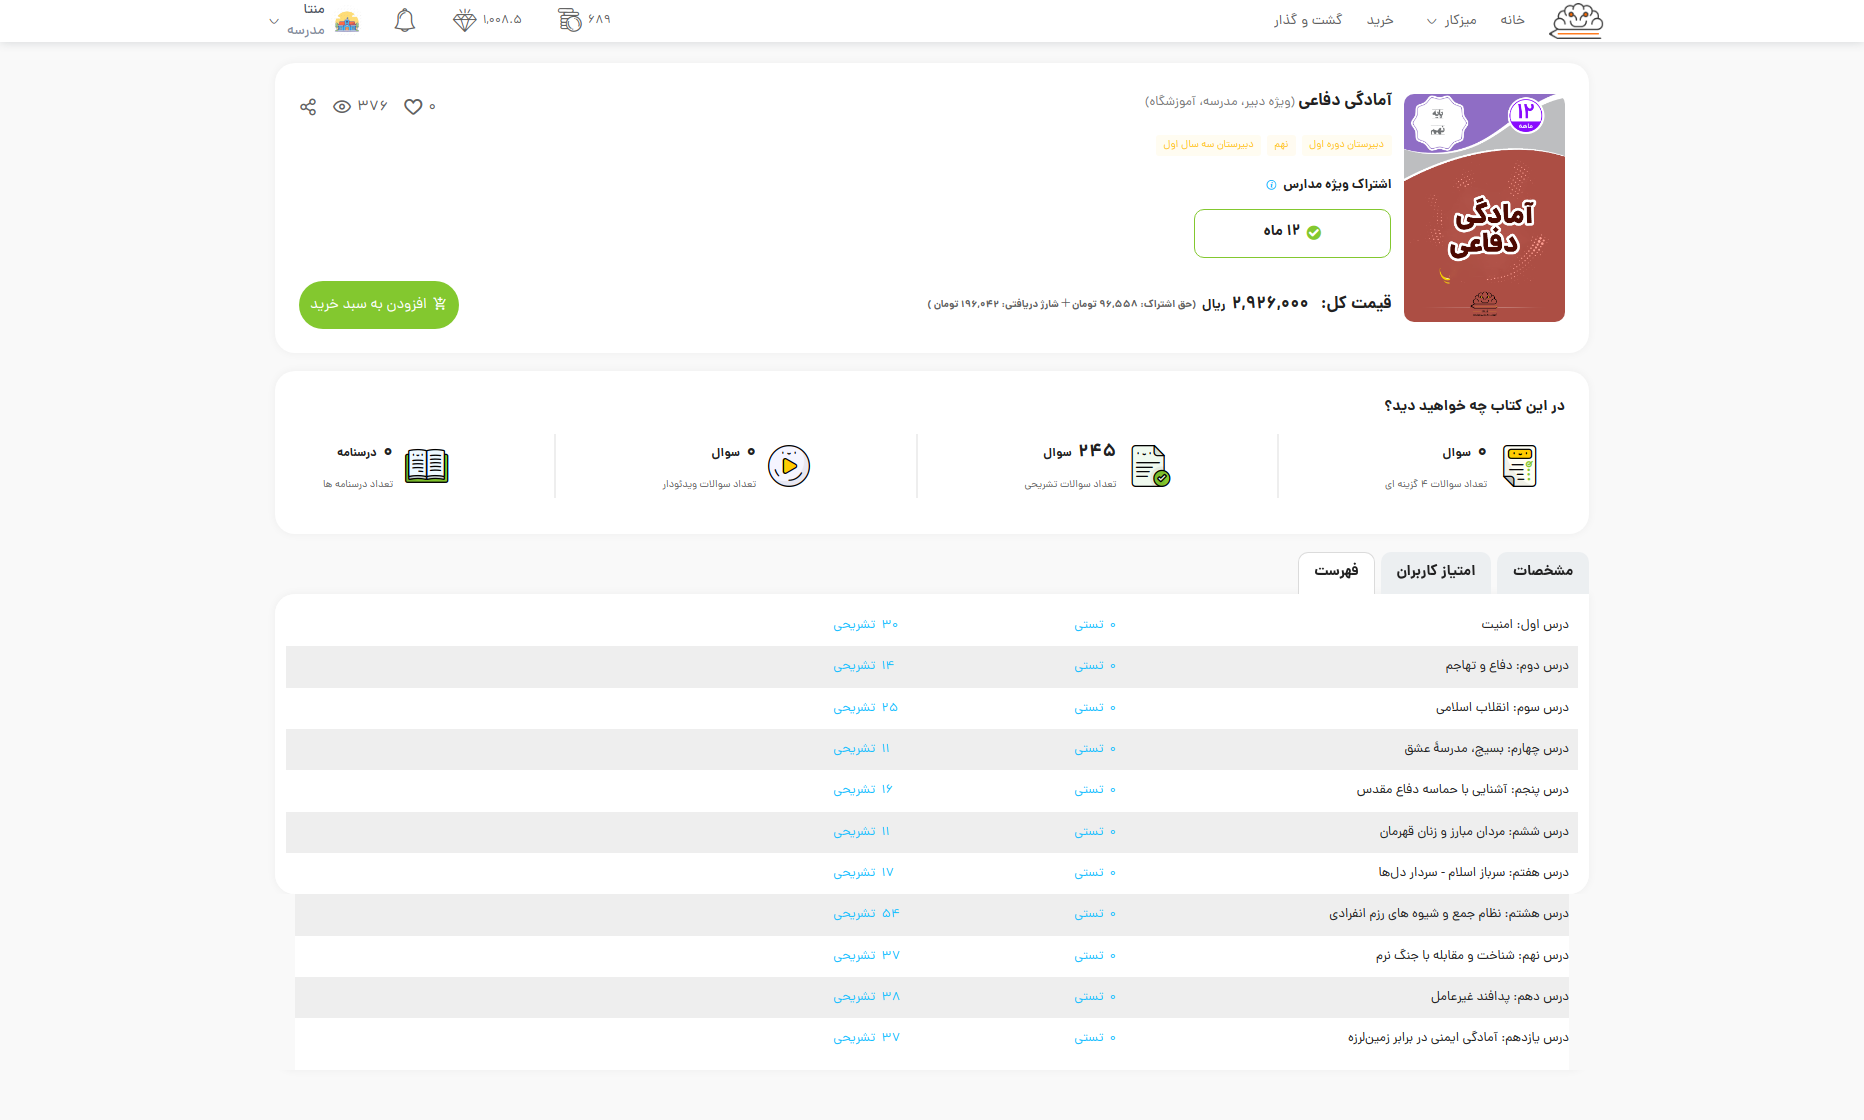 خانه
میزکار
خرید
گشت و گذار
۶۸۹
۱,۰۰۸.۵
منتا
مدرسه
۱۲
ماهه
پایه
نهم
آمادگی
دفاعی
آمادگی دفاعی (ویژه دبیر، مدرسه، آموزشگاه)
۰
۳۷۶
دبیرستان دوره اول
نهم
دبیرستان سه سال اول
اشتراک ویژه مدارس
۱۲ ماه
قیمت کل: ۲,۹۲۶,۰۰۰ ریال (حق اشتراک: ۹۶,۵۵۸ تومان + شارژ دریافتی: ۱۹۶,۰۴۲ تومان )
افزودن به سبد خرید
در این کتاب چه خواهید دید؟
۰ سوال
تعداد سوالات ۴ گزینه ای
۲۴۵ سوال
تعداد سوالات تشریحی
۰ سوال
تعداد سوالات ویدئودار
۰ درسنامه
تعداد درسنامه ها
مشخصات
امتیاز کاربران
فهرست
درس اول: امنیت ۰ تستی ۳۰ تشریحی
درس دوم: دفاع و تهاجم ۰ تستی ۱۴ تشریحی
درس سوم: انقلاب اسلامی ۰ تستی ۲۵ تشریحی
درس چهارم: بسیج، مدرسهٔ عشق ۰ تستی ۱۱ تشریحی
درس پنجم: آشنایی با حماسه دفاع مقدس ۰ تستی ۱۶ تشریحی
درس ششم: مردان مبارز و زنان قهرمان ۰ تستی ۱۱ تشریحی
درس هفتم: سرباز اسلام - سردار دل‌ها ۰ تستی ۱۷ تشریحی
درس هشتم: نظام جمع و شیوه های رزم انفرادی ۰ تستی ۵۴ تشریحی
درس نهم: شناخت و مقابله با جنگ نرم ۰ تستی ۳۷ تشریحی
درس دهم: پدافند غیرعامل ۰ تستی ۳۸ تشریحی
درس یازدهم: آمادگی ایمنی در برابر زمین‌لرزه ۰ تستی ۳۷ تشریحی